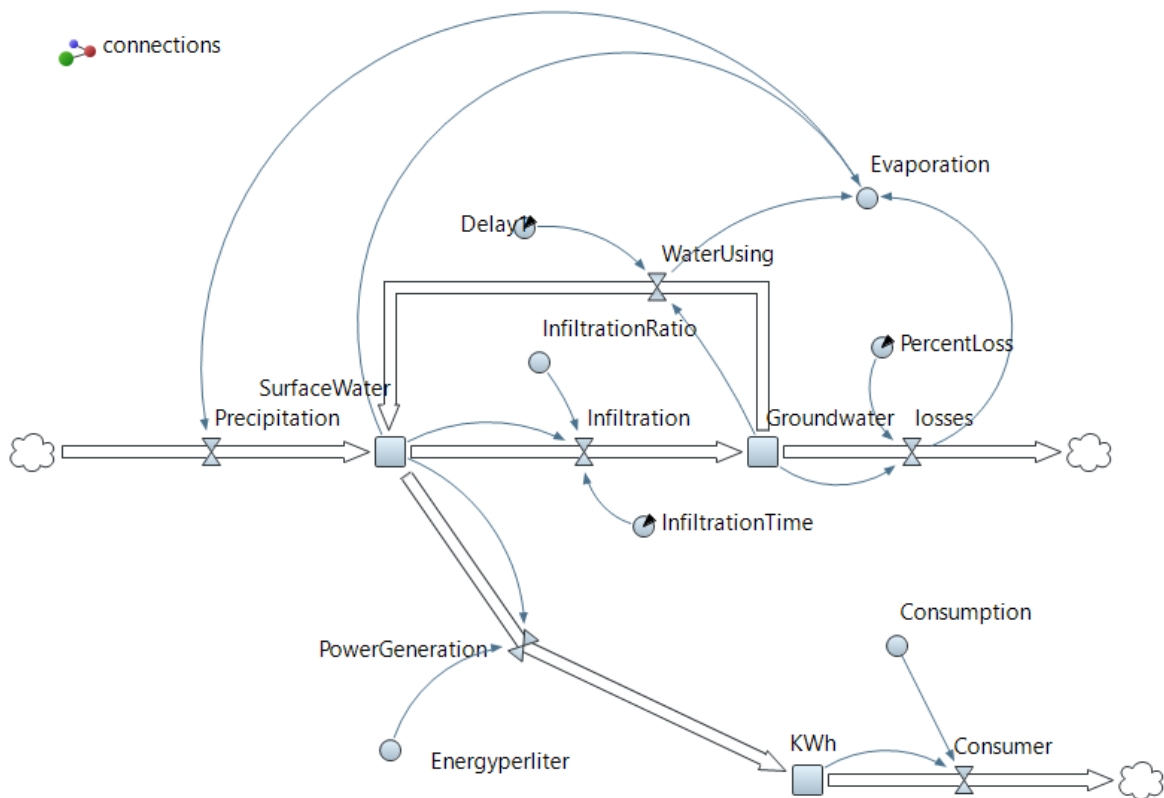 connections
Evaporation
Delay1
WaterUsing
InfiltrationRatio
PercentLoss
SurfaceWater
Precipitation
Infiltration
Groundwater
losses
InfiltrationTime
Consumption
PowerGeneration
KWh
Consumer
Energyperliter